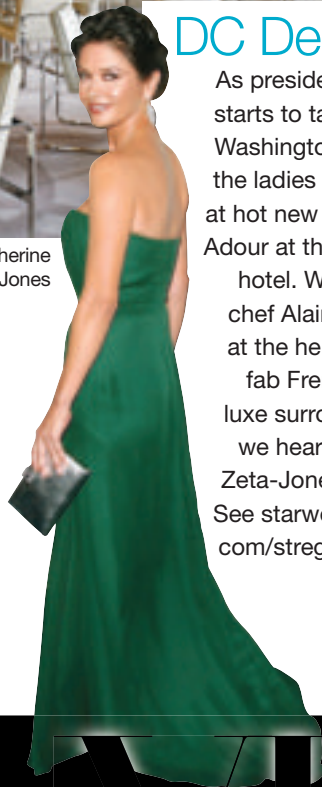 DC De
As preside
starts to ta
Washingto
the ladies
at hot new
Adour at th
hotel. W
chef Alain
at the he
fab Fre
luxe surro
we hear
Zeta-Jone
See starwo
com/streg
herine
Jones